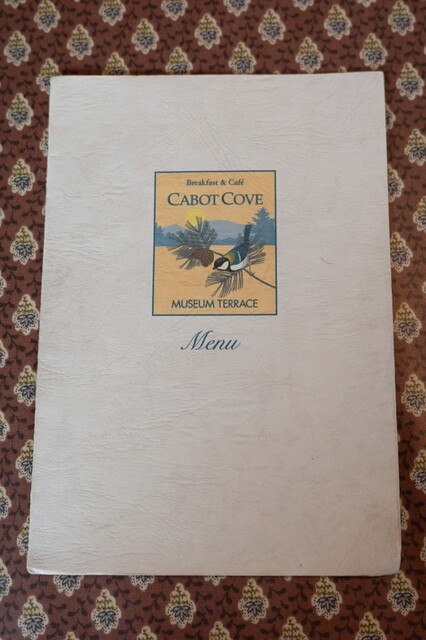 Breakfast & Café
CABOT COVE
MUSEUM TERRACE
Menu